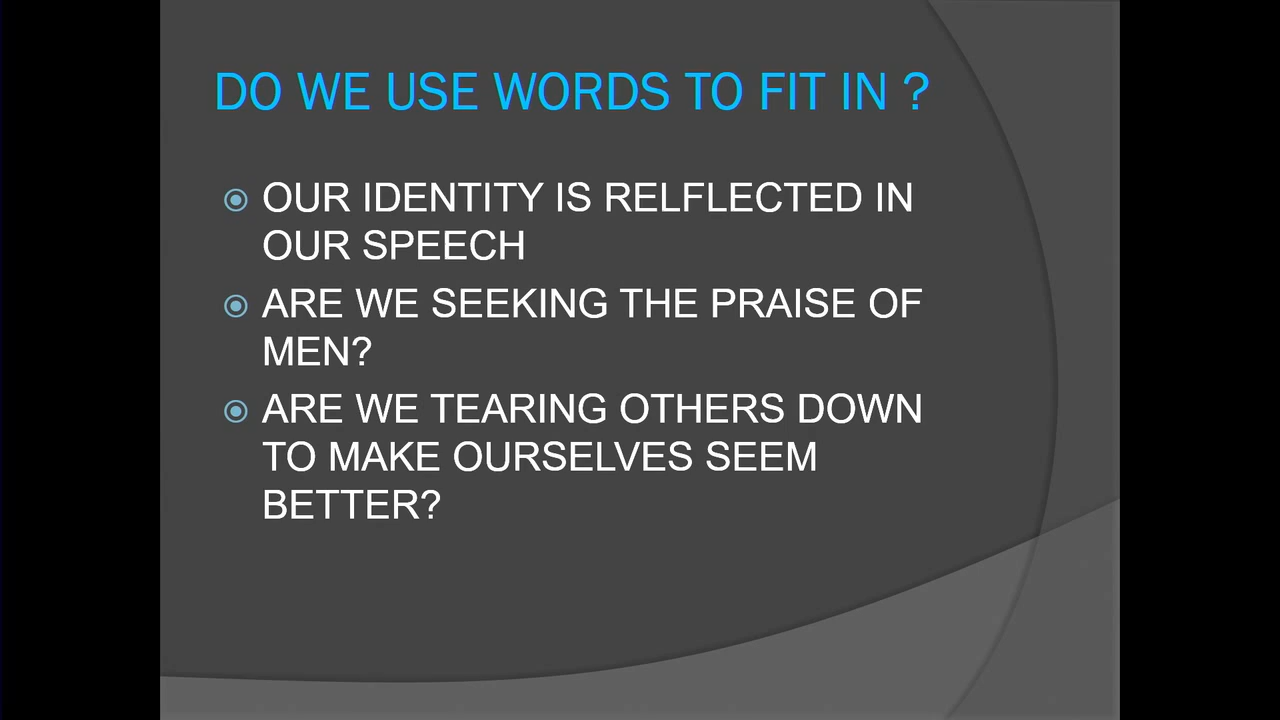 DO WE USE WORDS TO FIT IN ?
OUR IDENTITY IS RELFLECTED IN
OUR SPEECH
ARE WE SEEKING THE PRAISE OF
MEN?
ARE WE TEARING OTHERS DOWN
TO MAKE OURSELVES SEEM
BETTER?